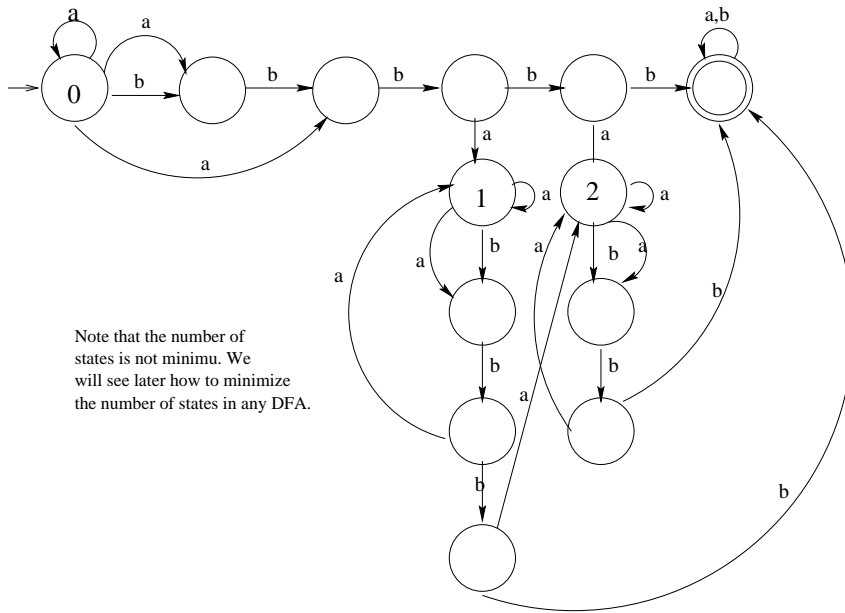 a
a,b
a
0
b
b
b
b
b
a
a
a
1
a
2
a
b
a
a
b
a
a
b
b
b
b
a
b
b
Note that the number of
states is not minimu. We
will see later how to minimize
the number of states in any DFA.